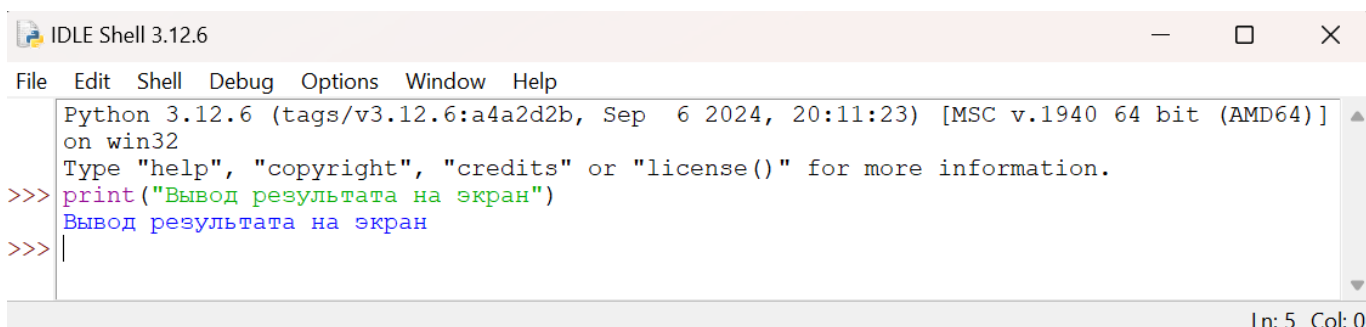 IDLE Shell 3.12.6
File Edit Shell Debug Options Window Help
Python 3.12.6 (tags/v3.12.6:a4a2d2b, Sep  6 2024, 20:11:23) [MSC v.1940 64 bit (AMD64)]
on win32
Type "help", "copyright", "credits" or "license()" for more information.
>>> print("Вывод результата на экран")
Вывод результата на экран
>>>
Ln: 5 Col: 0